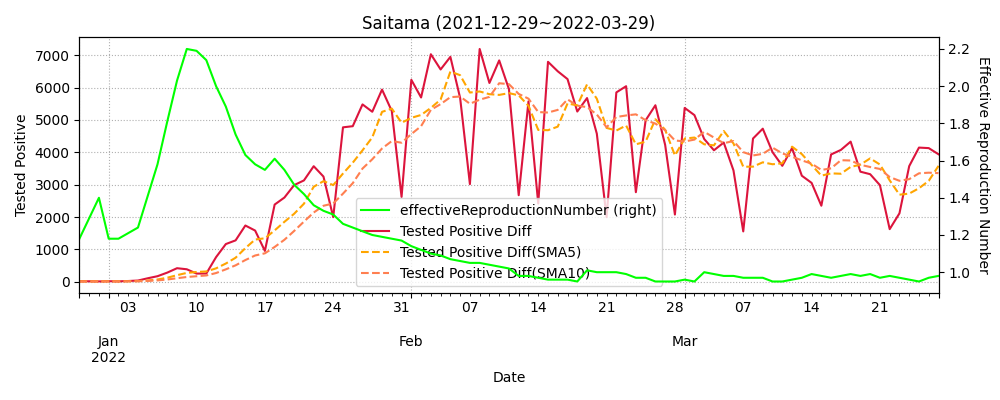 Saitama (2021-12-29~2022-03-29)
Tested Positive
7000
6000
5000
4000
3000
2000
1000
0
2.2
2.0
1.8
1.6
1.4
1.2
1.0
Effective Reproduction Number
effectiveReproductionNumber (right)
Tested Positive Diff
Tested Positive Diff(SMA5)
Tested Positive Diff(SMA10)
03 10 17 24 31 07 14 21 28 07 14 21
Jan Feb Mar
2022
Date